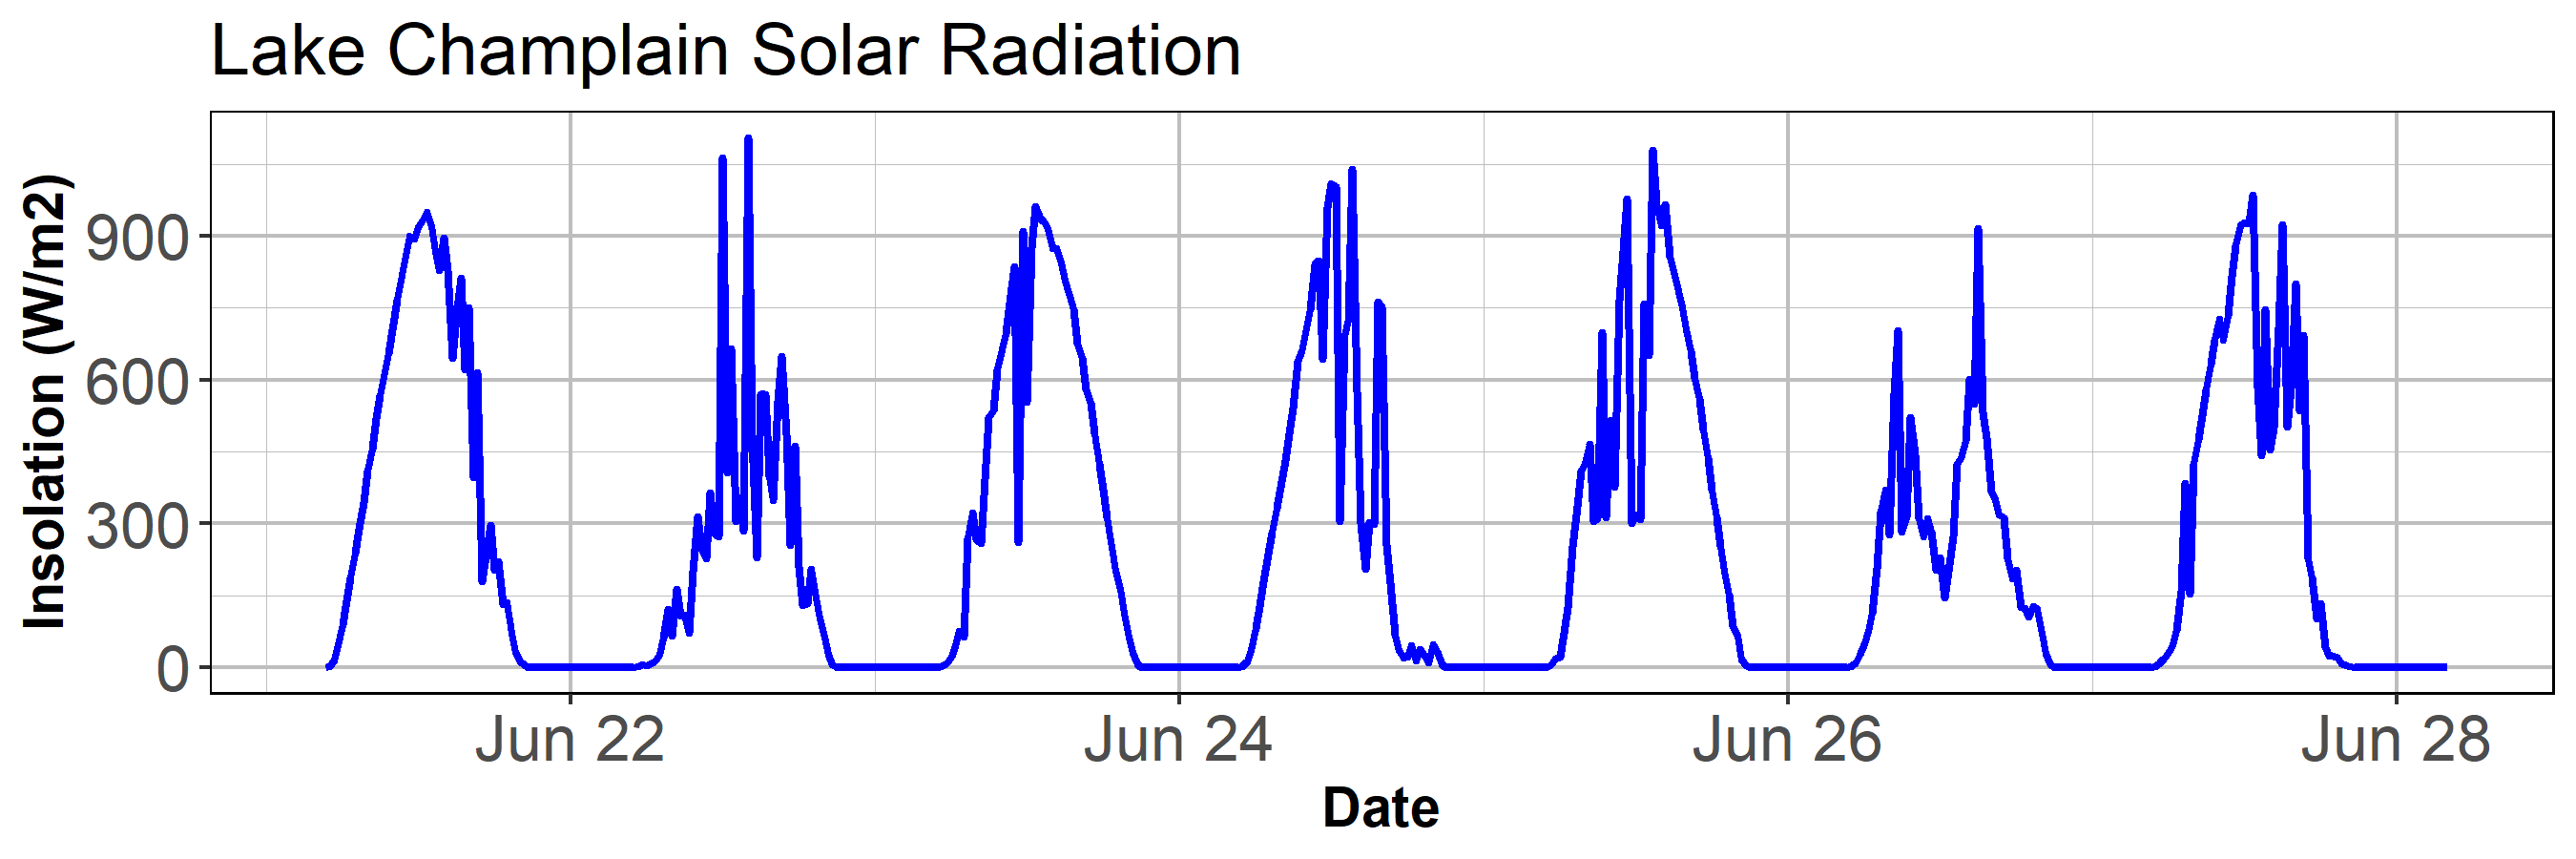 Lake Champlain Solar Radiation
Insolation (W/m2)
900
600
300
0
Jun 22
Jun 24
Jun 26
Jun 28
Date